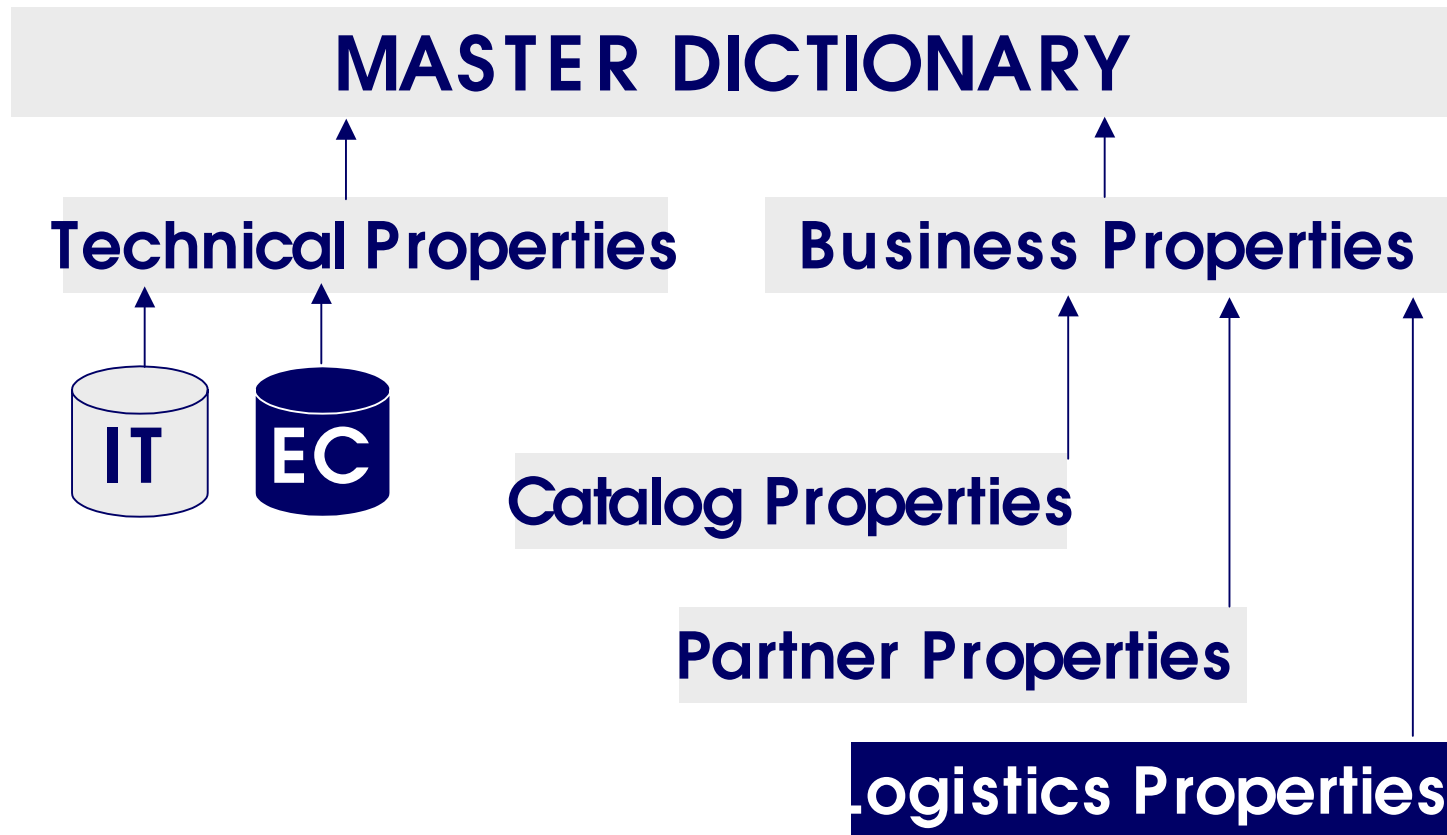 MASTER DICTIONARY
Technical Properties
Business Properties
IT
EC
Catalog Properties
Partner Properties
Logistics Properties